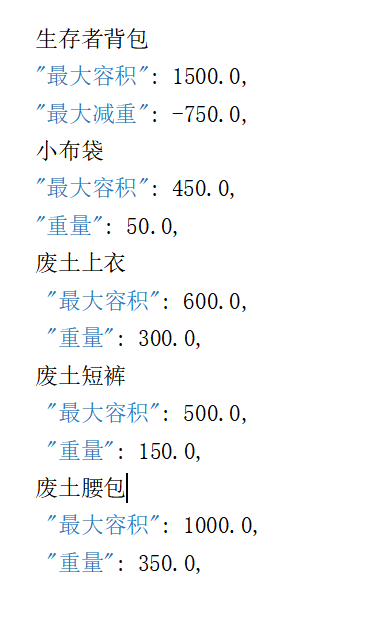 生存者背包
"最大容积": 1500.0,
"最大减重": -750.0,
小布袋
"最大容积": 450.0,
"重量": 50.0,
废土上衣
"最大容积": 600.0,
"重量": 300.0,
废土短裤
"最大容积": 500.0,
"重量": 150.0,
废土腰包
"最大容积": 1000.0,
"重量": 350.0,